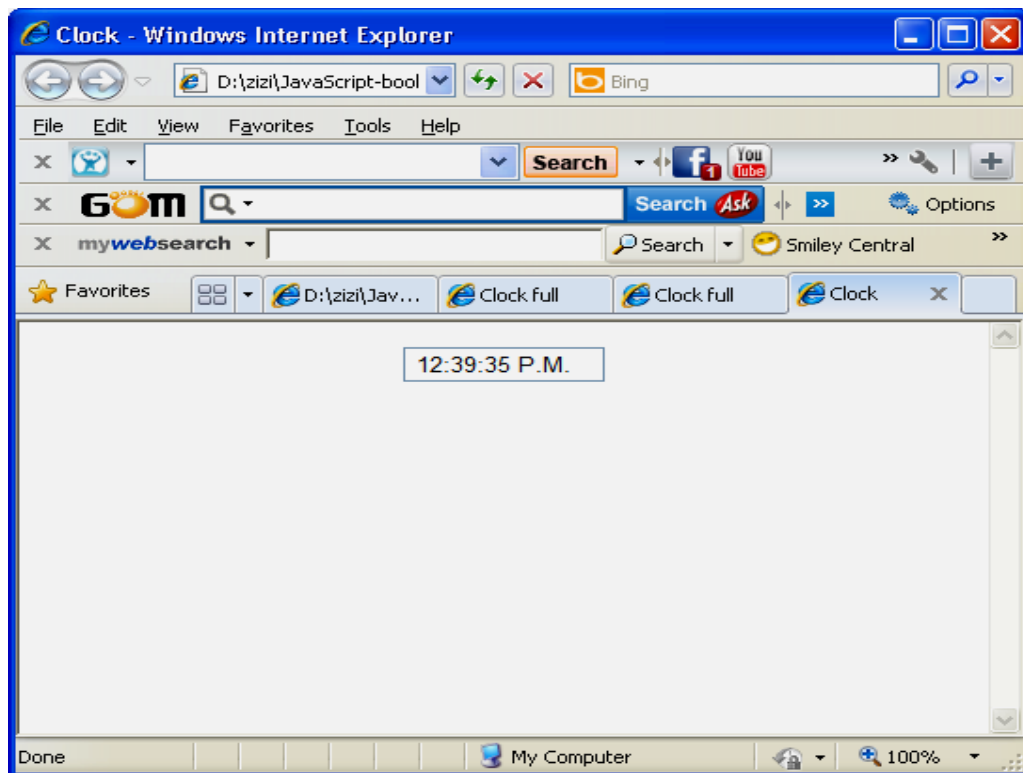 Clock - Windows Internet Explorer
D:\zizi\JavaScript-bool
Bing
File Edit View Favorites Tools Help
Search 1 You Tube »
GOM Search Ask » Options
mywebsearch Search Smiley Central »
Favorites D:\zizi\Jav... Clock full Clock full Clock
12:39:35 P.M.
Done My Computer 100%